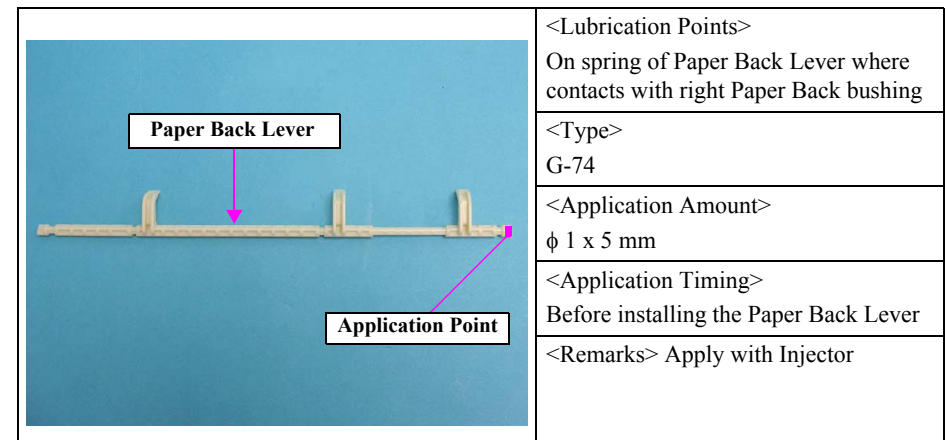 Paper Back Lever
Application Point
<Lubrication Points>
On spring of Paper Back Lever where
contacts with right Paper Back bushing
<Type>
G-74
<Application Amount>
ϕ 1 x 5 mm
<Application Timing>
Before installing the Paper Back Lever
<Remarks> Apply with Injector